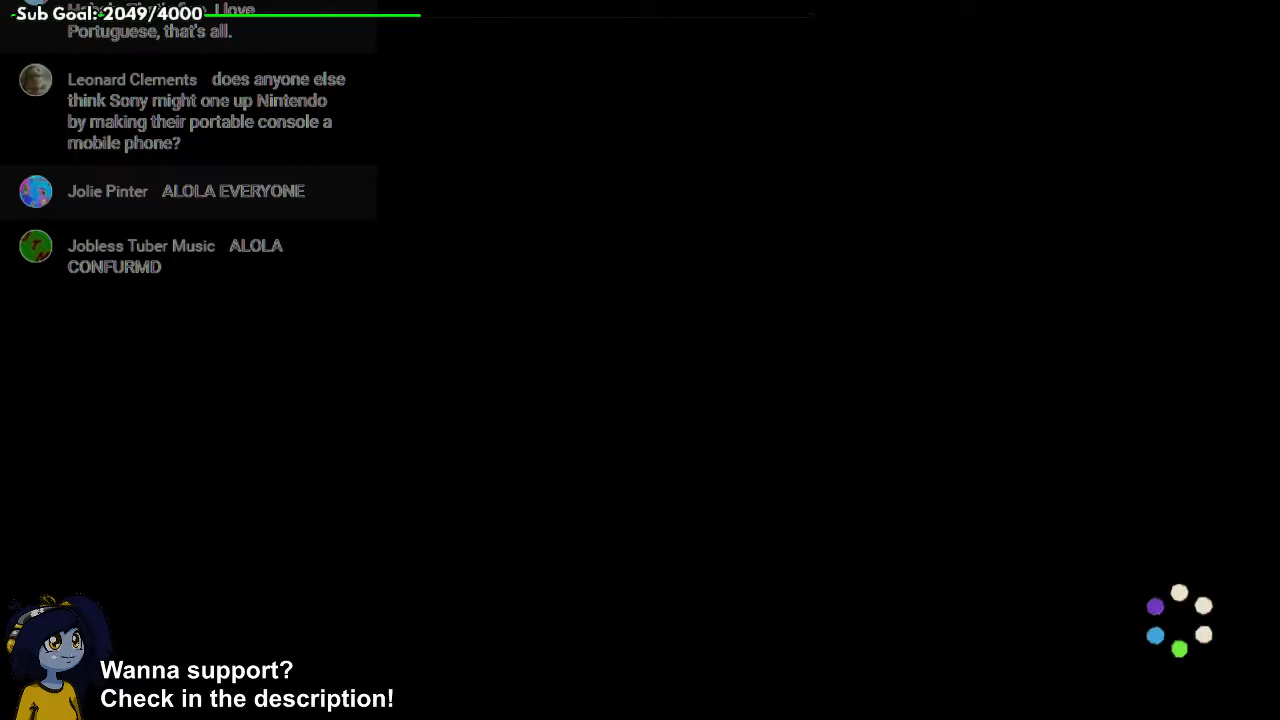 Sub Goal: 2049/4000
I love
Portuguese, that's all.
Leonard Clements does anyone else
think Sony might one up Nintendo
by making their portable console a
mobile phone?
Jolie Pinter ALOLA EVERYONE
Jobless Tuber Music ALOLA
CONFURMD
Wanna support?
Check in the description!